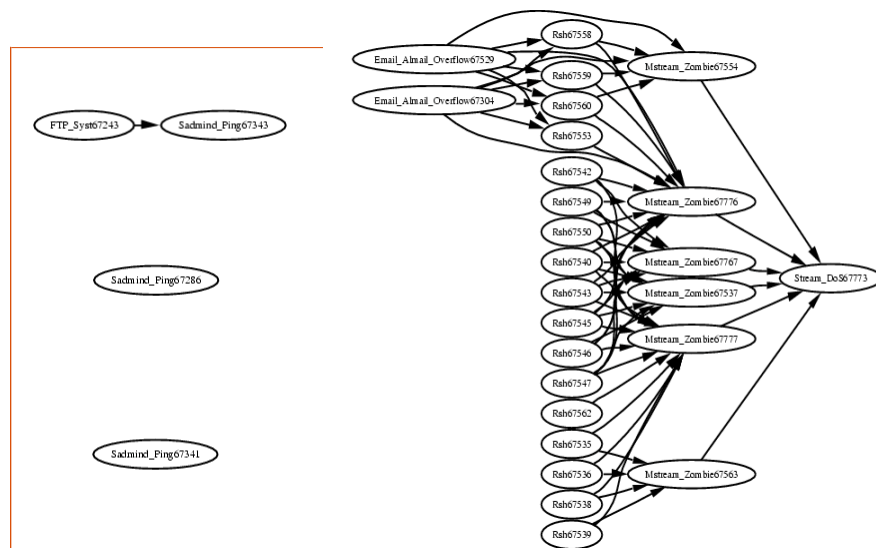 FTP_Syst67243
Sadmind_Ping67343
Sadmind_Ping67286
Sadmind_Ping67341
Email_Almail_Overflow67529
Email_Almail_Overflow67304
Rsh67558
Rsh67559
Rsh67560
Rsh67553
Rsh67542
Rsh67549
Rsh67550
Rsh67540
Rsh67543
Rsh67545
Rsh67546
Rsh67547
Rsh67562
Rsh67535
Rsh67536
Rsh67538
Rsh67539
Mstream_Zombie67554
Mstream_Zombie67776
Mstream_Zombie67767
Mstream_Zombie67537
Mstream_Zombie67777
Mstream_Zombie67563
Stream_DoS67773